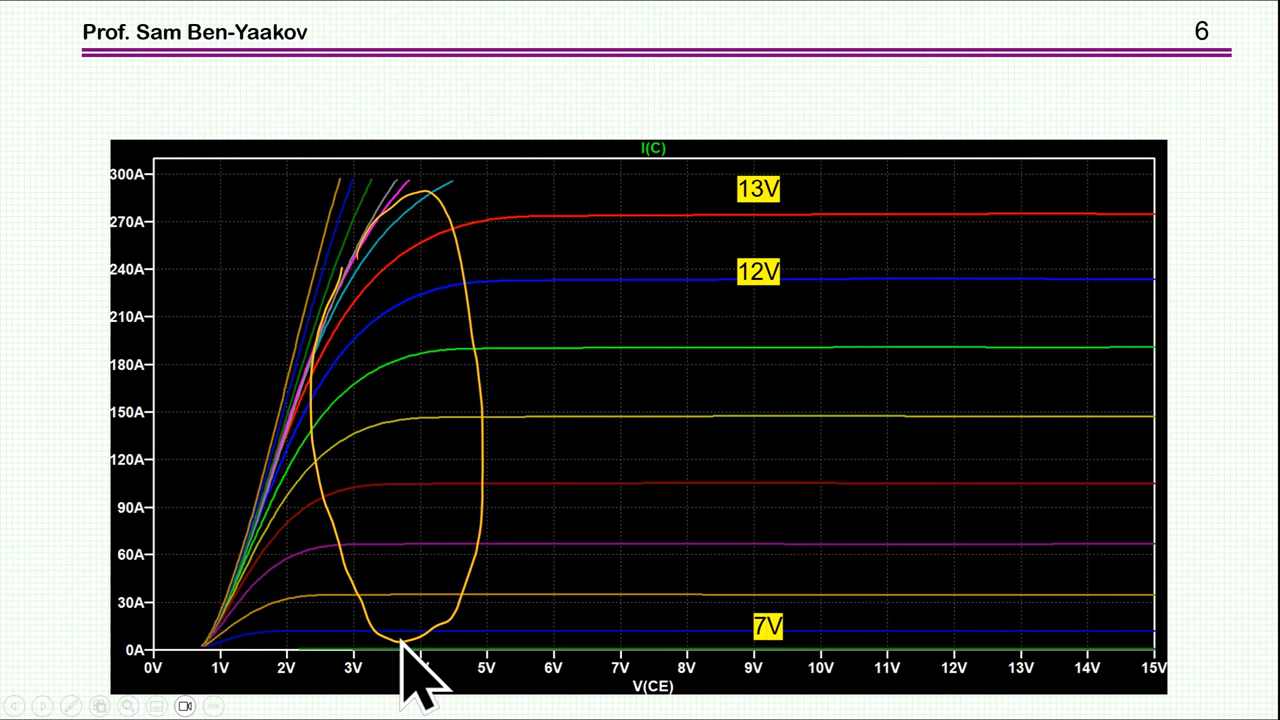 Prof. Sam Ben-Yaakov
6
I(C)
300A
13V
270A
12V
240A
210A
180A
150A
120A
90A
60A
30A
7V
0A
0V 1V 2V 3V 5V 6V 7V 8V 9V 10V 11V 12V 13V 14V 15V
V(CE)